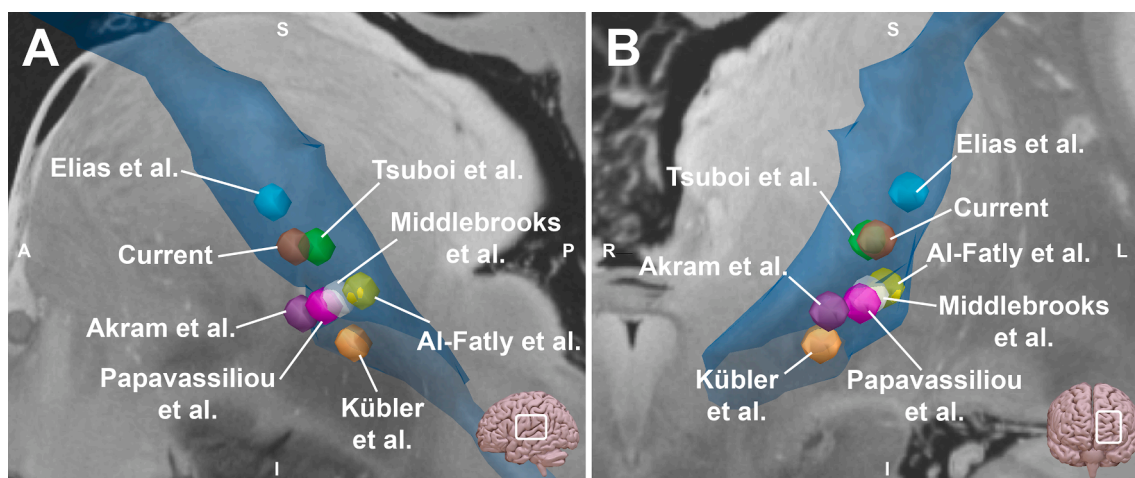 A
S
Elias et al.
Tsuboi et al.
Middlebrooks
et al.
Current
A
P
Akram et al.
Al-Fatly et al.
Papavassiliou
et al.
Kübler
et al.
I
B
S
Elias et al.
Tsuboi et al.
Current
R
L
Akram et al.
Al-Fatly et al.
Middlebrooks
et al.
Kübler
et al.
Papavassiliou
et al.
I